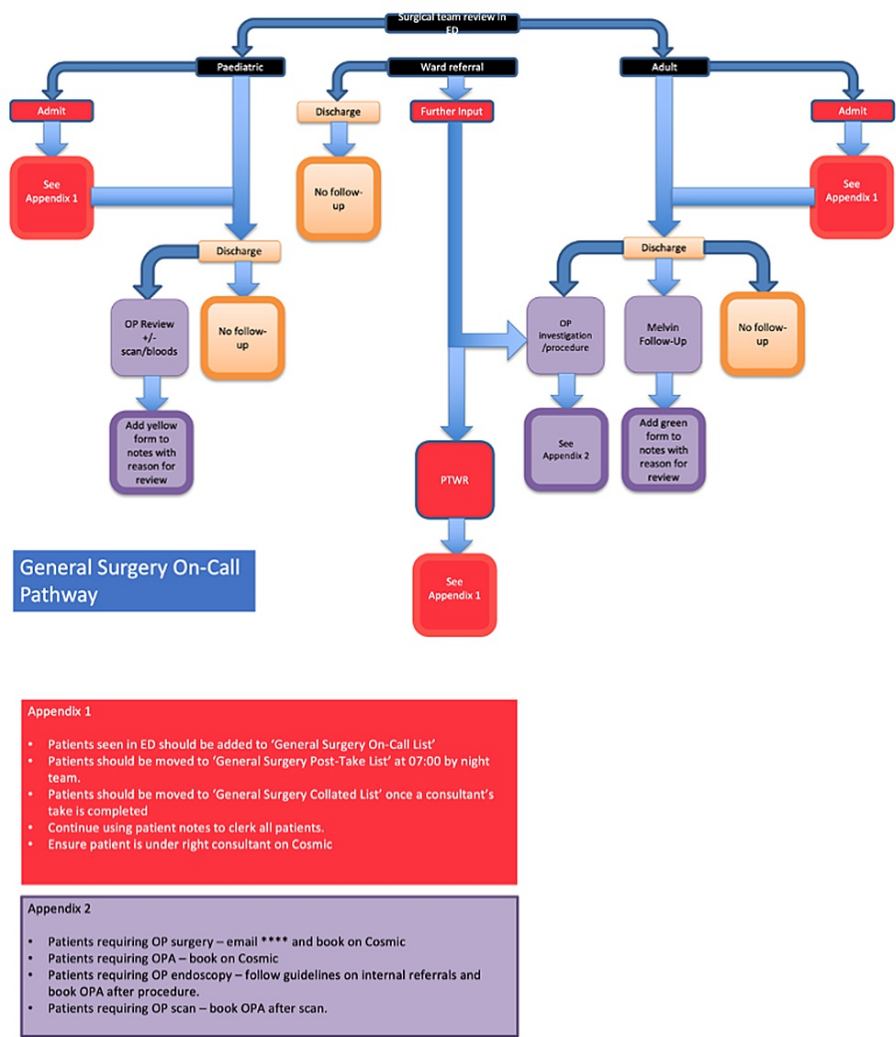 Surgical team review in
ED
Paediatric
Ward referral
Adult
Admit
Discharge
Further Input
Admit
See
Appendix 1
No follow-
up
See
Appendix 1
Discharge
Discharge
OP Review
+/-
scan/bloods
No follow-
up
OP
investigation
/procedure
Melvin
Follow-Up
No follow-
up
Add yellow
form to
notes with
reason for
review
PTWR
See
Appendix 2
Add green
form to
notes with
reason for
review
See
Appendix 1
General Surgery On-Call
Pathway
Appendix 1
• Patients seen in ED should be added to ‘General Surgery On-Call List’
• Patients should be moved to ‘General Surgery Post-Take List’ at 07:00 by night
team.
• Patients should be moved to ‘General Surgery Collated List’ once a consultant’s
take is completed
• Continue using patient notes to clerk all patients.
• Ensure patient is under right consultant on Cosmic
Appendix 2
• Patients requiring OP surgery – email **** and book on Cosmic
• Patients requiring OPA – book on Cosmic
• Patients requiring OP endoscopy – follow guidelines on internal referrals and
book OPA after procedure.
• Patients requiring OP scan – book OPA after scan.